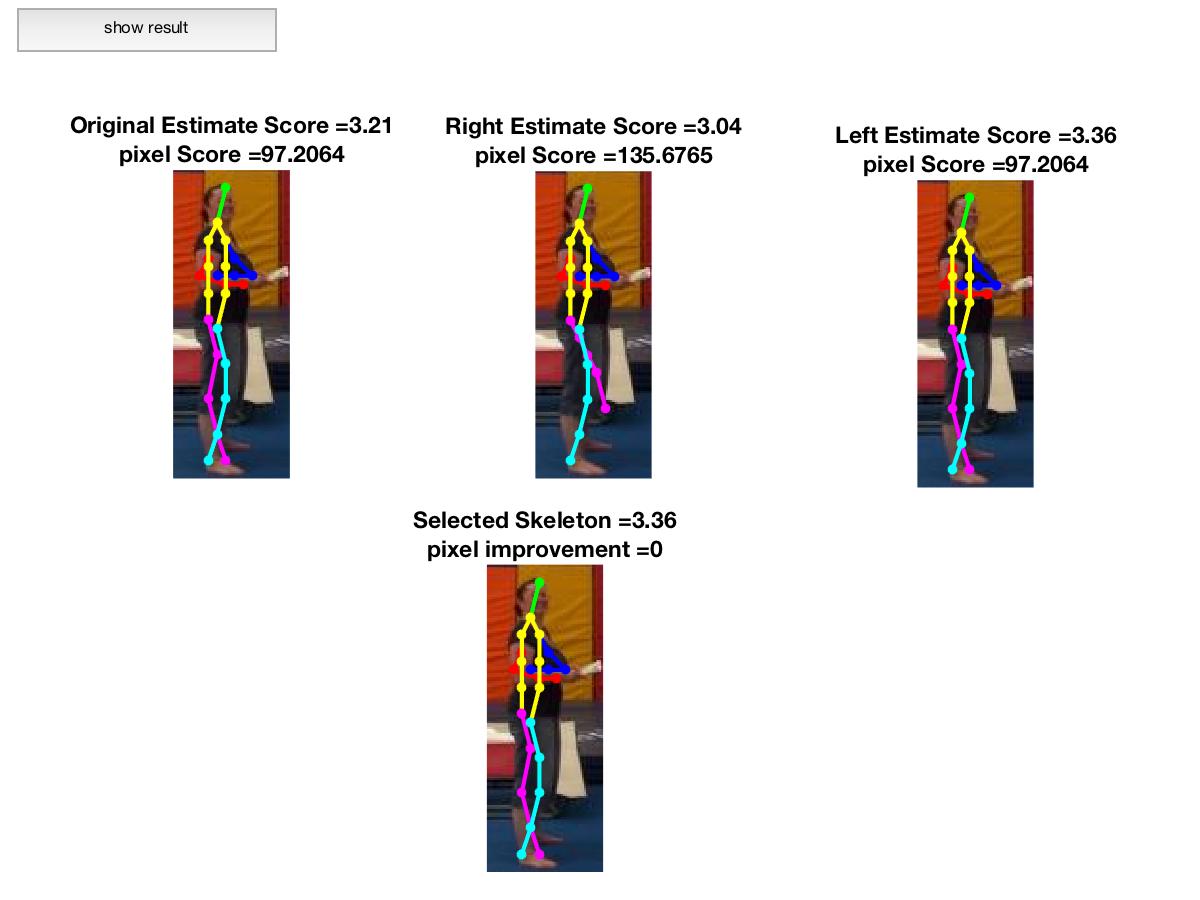 show result
Original Estimate Score =3.21
pixel Score =97.2064
Right Estimate Score =3.04
pixel Score =135.6765
Left Estimate Score =3.36
pixel Score =97.2064
Selected Skeleton =3.36
pixel improvement =0